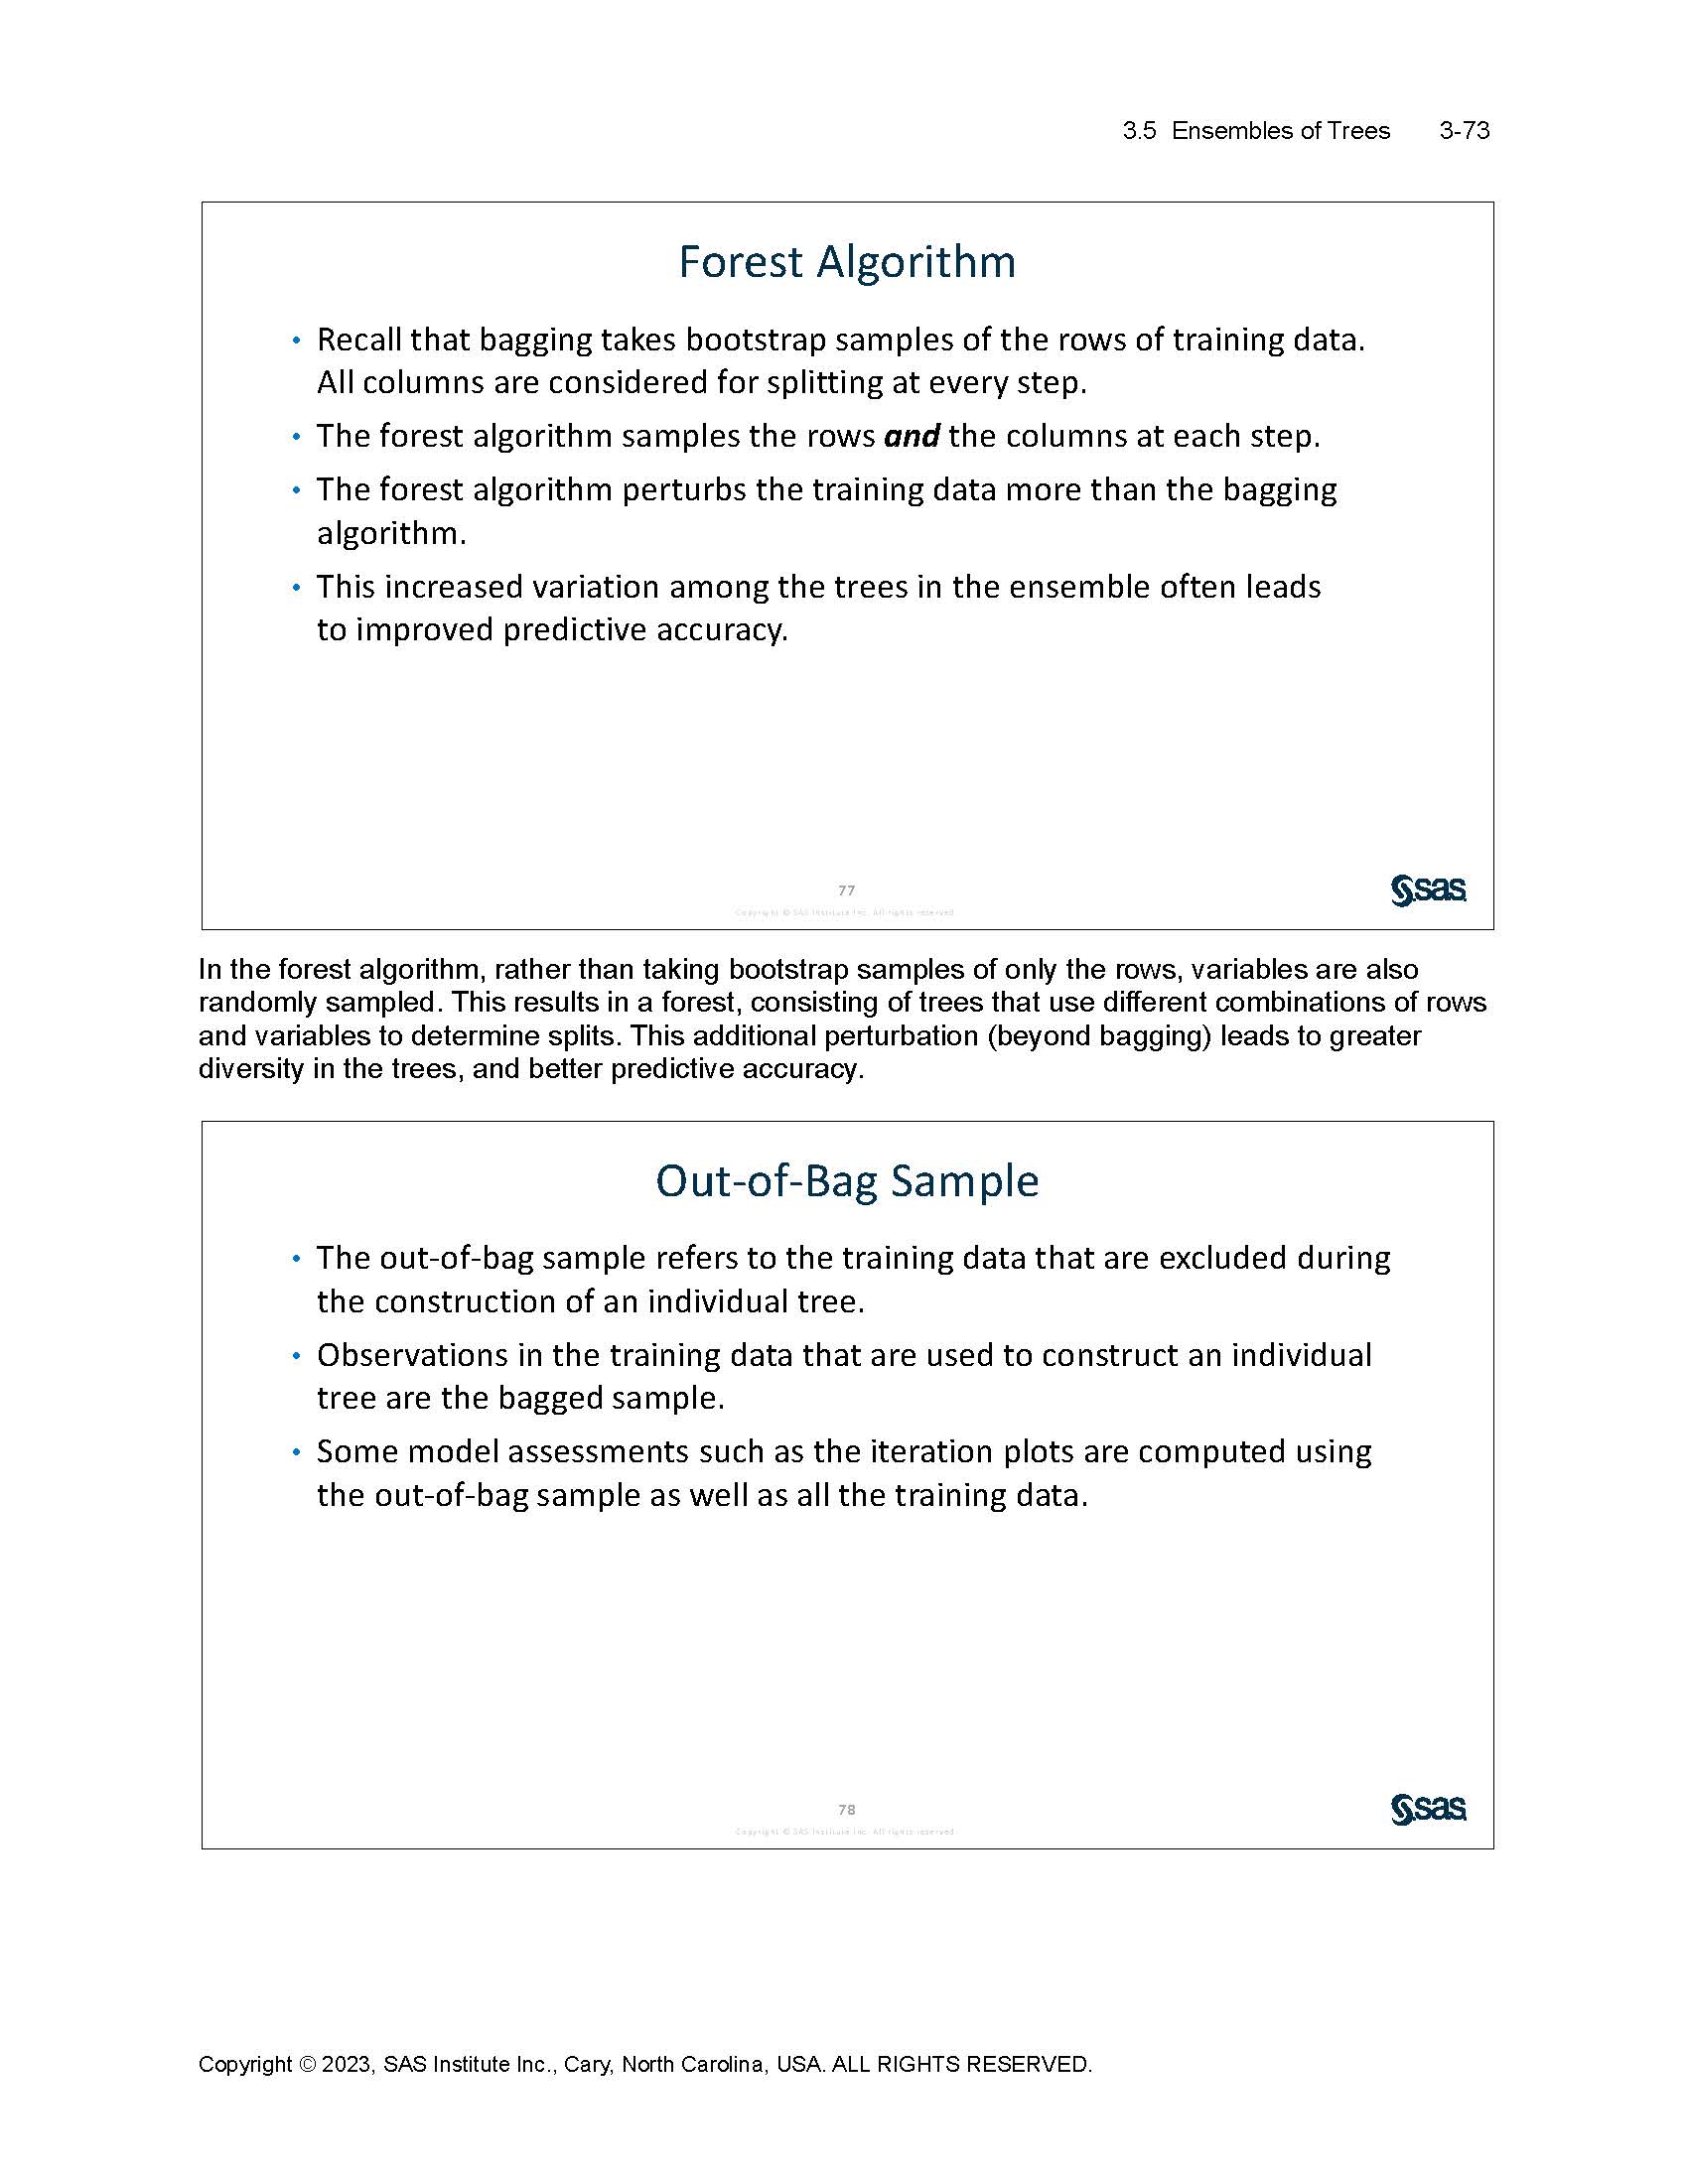 3.5 Ensembles of Trees 3-73
Forest Algorithm
• Recall that bagging takes bootstrap samples of the rows of training data.
All columns are considered for splitting at every step.
• The forest algorithm samples the rows and the columns at each step.
• The forest algorithm perturbs the training data more than the bagging
algorithm.
• This increased variation among the trees in the ensemble often leads
to improved predictive accuracy.
77
Copyright © SAS Institute Inc. All rights reserved.
sas
In the forest algorithm, rather than taking bootstrap samples of only the rows, variables are also
randomly sampled. This results in a forest, consisting of trees that use different combinations of rows
and variables to determine splits. This additional perturbation (beyond bagging) leads to greater
diversity in the trees, and better predictive accuracy.
Out-of-Bag Sample
• The out-of-bag sample refers to the training data that are excluded during
the construction of an individual tree.
• Observations in the training data that are used to construct an individual
tree are the bagged sample.
• Some model assessments such as the iteration plots are computed using
the out-of-bag sample as well as all the training data.
78
Copyright © SAS Institute Inc. All rights reserved.
sas
Copyright © 2023, SAS Institute Inc., Cary, North Carolina, USA. ALL RIGHTS RESERVED.